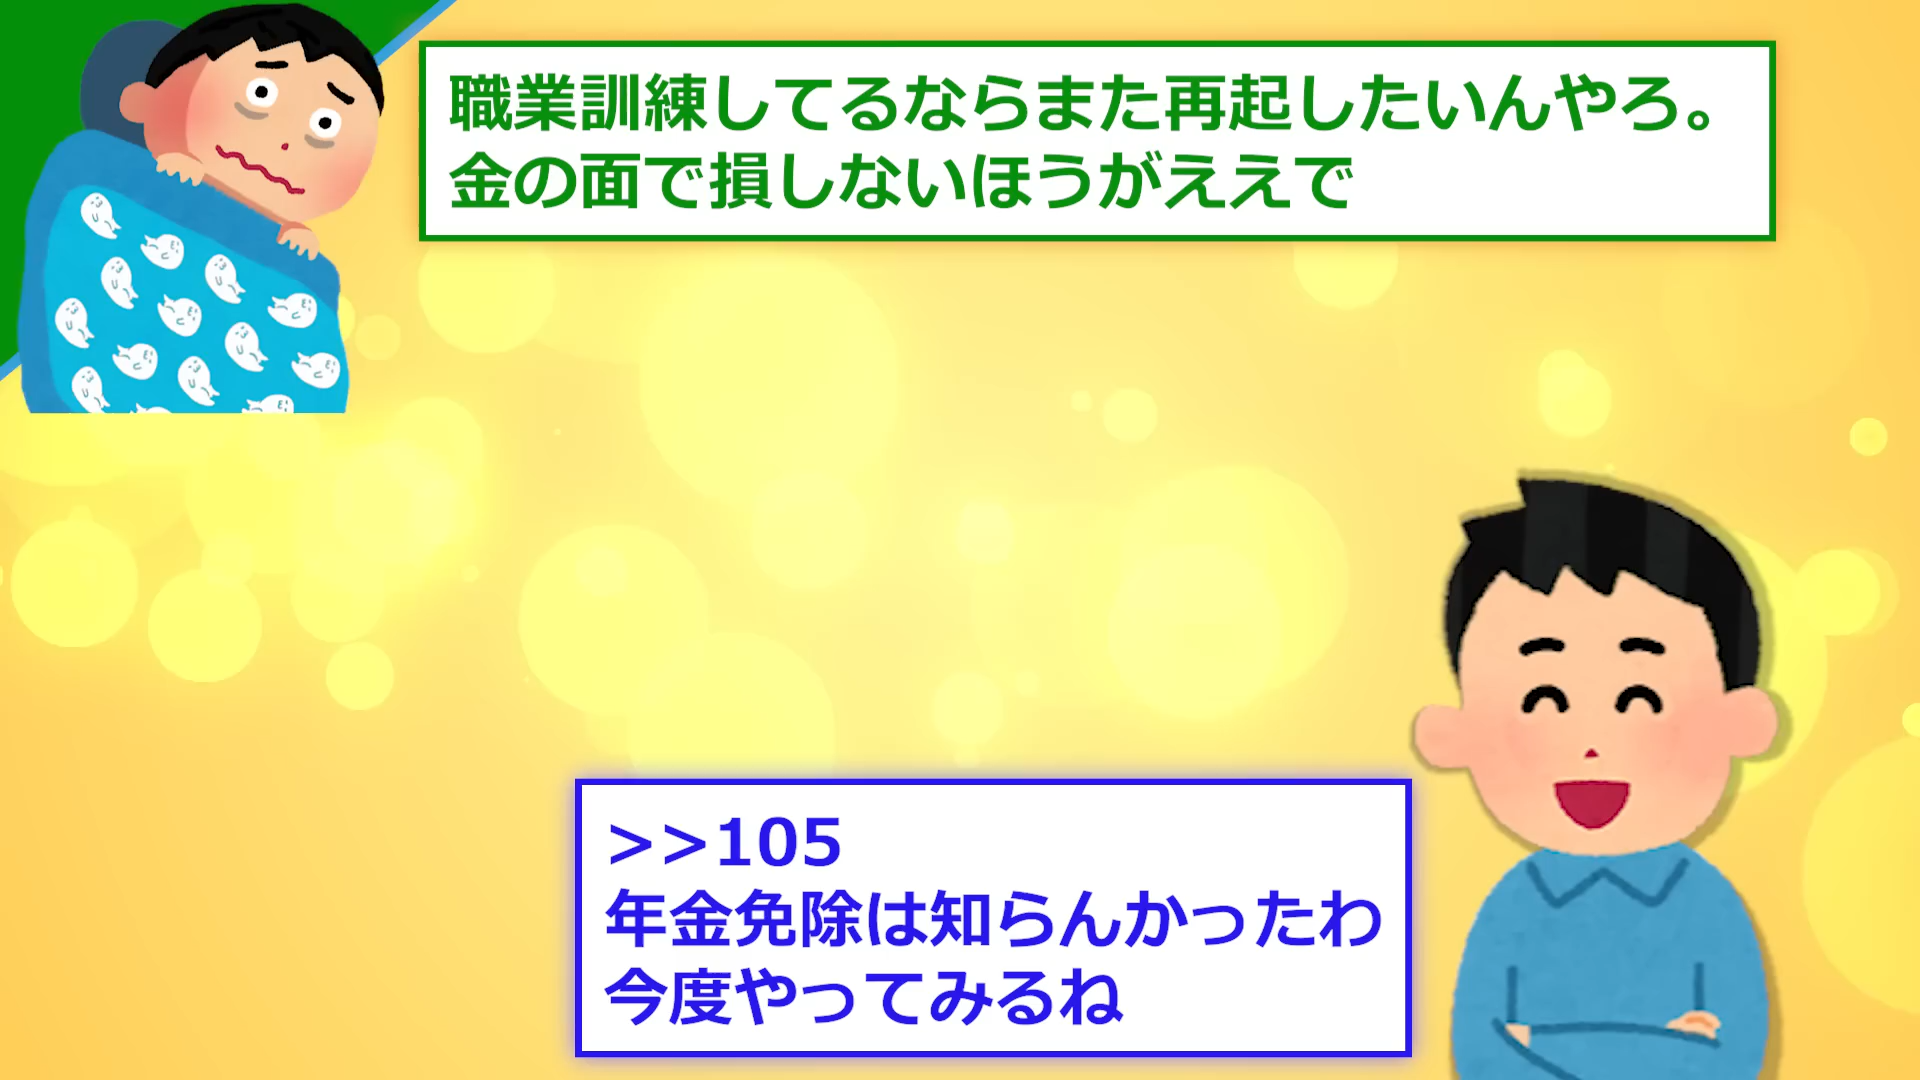 職業訓練してるならまた再起したいんやろ。
金の面で損しないほうがええで
>>105
年金免除は知らんかったわ
今度やってみるね